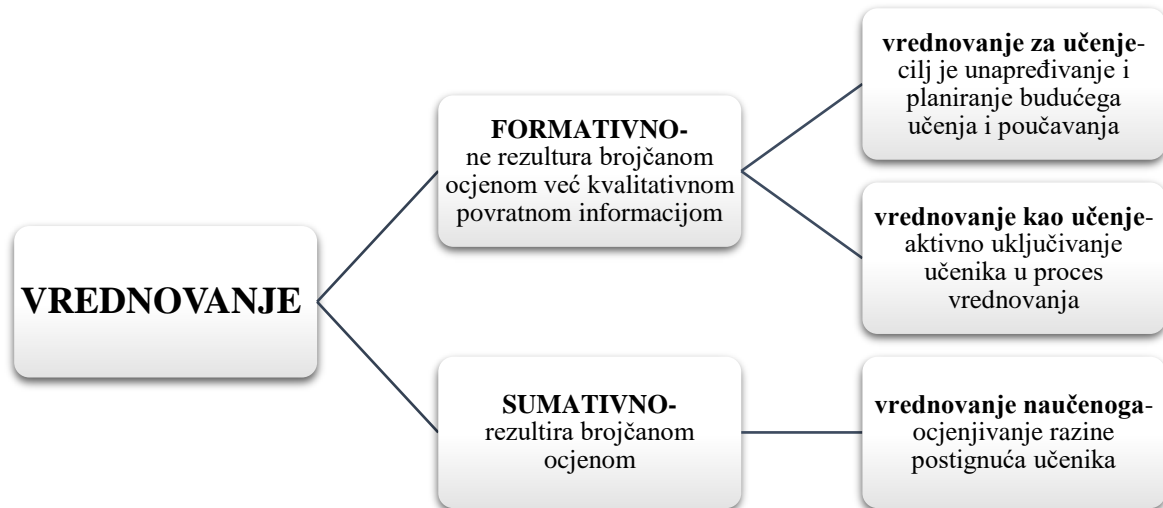 VREDNOVANJE
FORMATIVNO-
ne rezultura brojčanom
ocjenom već kvalitativnom
povratnom informacijom
vrednovanje za učenje-
cilj je unapređivanje i
planiranje budućega
učenja i poučavanja
vrednovanje kao učenje-
aktivno uključivanje
učenika u proces
vrednovanja
SUMATIVNO-
rezultira brojčanom
ocjenom
vrednovanje naučenoga-
ocjenjivanje razine
postignuća učenika